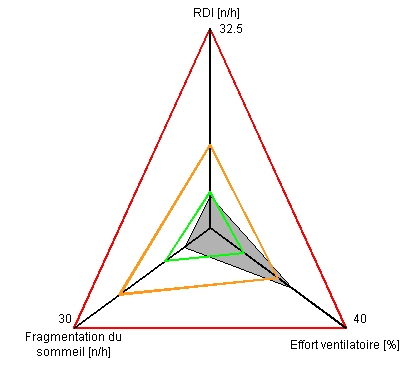 RDI [n/h]
32.5
30
40
Fragmentation du
sommeil [n/h]
Effort ventilatoire [%]